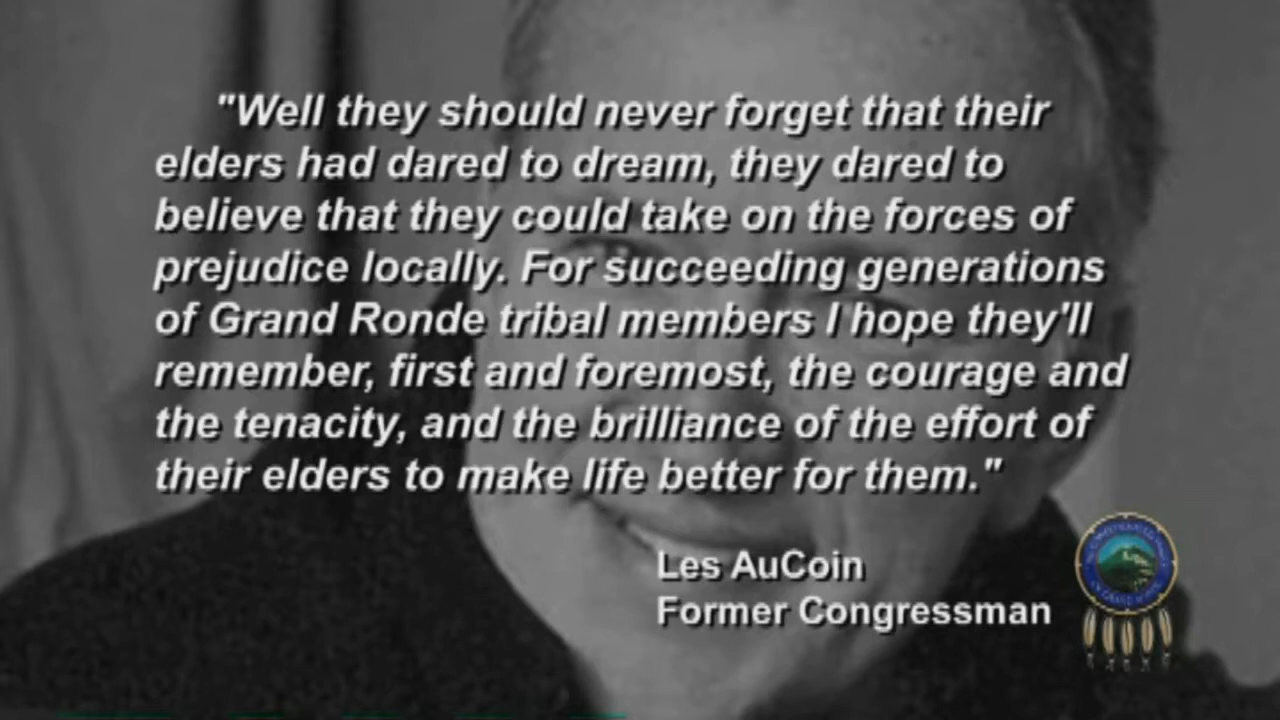 "Well they should never forget that their
elders had dared to dream, they dared to
believe that they could take on the forces of
prejudice locally. For succeeding generations
of Grand Ronde tribal members I hope they'll
remember, first and foremost, the courage and
the tenacity, and the brilliance of the effort of
their elders to make life better for them."
Les AuCoin
Former Congressman